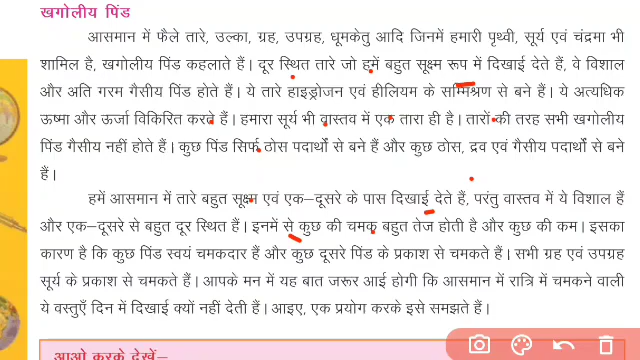 खगोलीय पिंड
आसमान में फैले तारे, उल्का, ग्रह, उपग्रह, धूमकेतु आदि जिनमें हमारी पृथ्वी, सूर्य एवं चंद्रमा भी
शामिल है, खगोलीय पिंड कहलाते हैं। दूर स्थित तारे जो हमें बहुत सूक्ष्म रूप में दिखाई देते हैं, वे विशाल
और अति गरम गैसीय पिंड होते हैं। ये तारे हाइड्रोजन एवं हीलियम के सम्मिश्रण से बने हैं। ये अत्यधिक
ऊष्मा और ऊर्जा विकिरित करते हैं। हमारा सूर्य भी वास्तव में एक तारा ही है। तारों की तरह सभी खगोलीय
पिंड गैसीय नहीं होते हैं। कुछ पिंड सिर्फ ठोस पदार्थों से बने हैं और कुछ ठोस, द्रव एवं गैसीय पदार्थों से बने
हैं।
हमें आसमान में तारे बहुत सूक्ष्म एवं एक–दूसरे के पास दिखाई देते हैं, परंतु वास्तव में ये विशाल हैं
और एक–दूसरे से बहुत दूर स्थित हैं। इनमें से कुछ की चमक बहुत तेज होती है और कुछ की कम। इसका
कारण है कि कुछ पिंड स्वयं चमकदार हैं और कुछ दूसरे पिंड के प्रकाश से चमकते हैं। सभी ग्रह एवं उपग्रह
सूर्य के प्रकाश से चमकते हैं। आपके मन में यह बात जरूर आई होगी कि आसमान में रात्रि में चमकने वाली
ये वस्तुएँ दिन में दिखाई क्यों नहीं देती हैं। आइए, एक प्रयोग करके इसे समझते हैं।
आओ करके देखें–